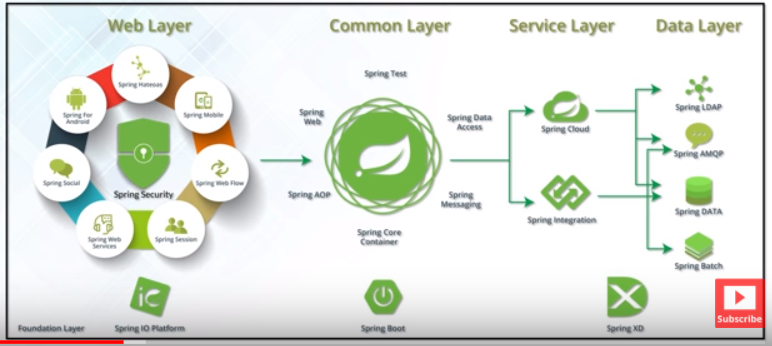 Web Layer
Common Layer
Service Layer
Data Layer
Spring Hateoas
Spring For
Android
Spring Mobile
Spring Social
Spring Security
Spring Web Flow
Spring Web
Services
Spring Session
Spring Test
Spring
Web
Spring Data
Access
Spring AOP
Spring
Messaging
Spring Core
Container
Spring Cloud
Spring Integration
Spring LDAP
Spring AMQP
Spring DATA
Spring Batch
Foundation Layer
iC
Spring IO Platform
Spring Boot
Spring XD
Subscribe